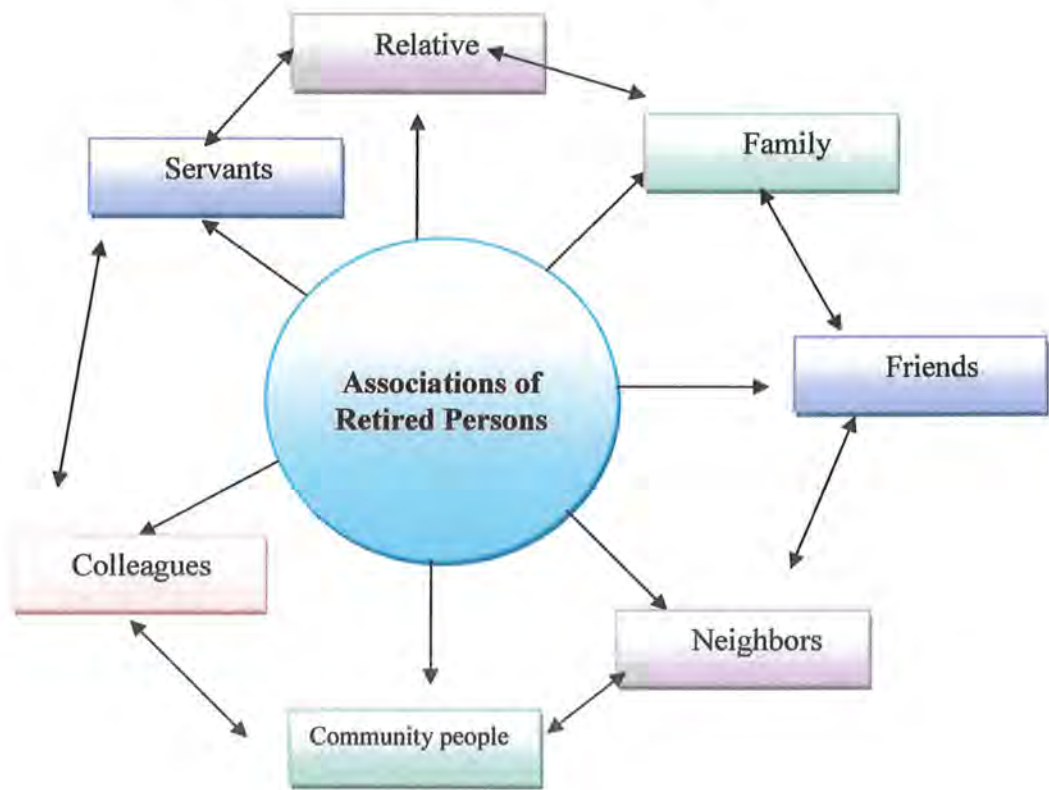 Relative
Family
Servants
Friends
Associations of
Retired Persons
Colleagues
Neighbors
Community people